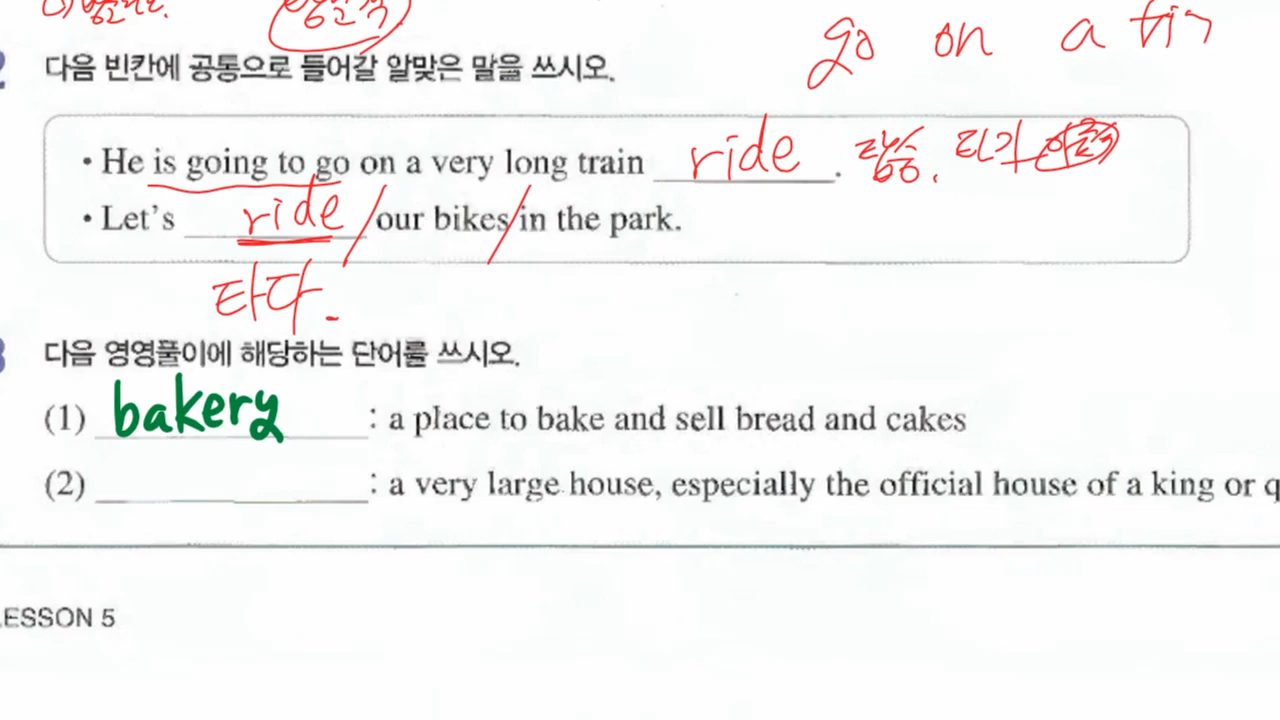 go on a
2 다음 빈칸에 공통으로 들어갈 알맞은 말을 쓰시오.
• He is going to go on a very long train ride. 탑승. 타기
• Let's ride / our bikes / in the park.
타다.
3 다음 영영풀이에 해당하는 단어를 쓰시오.
(1) bakery : a place to bake and sell bread and cakes
(2) : a very large house, especially the official house of a king or q
LESSON 5